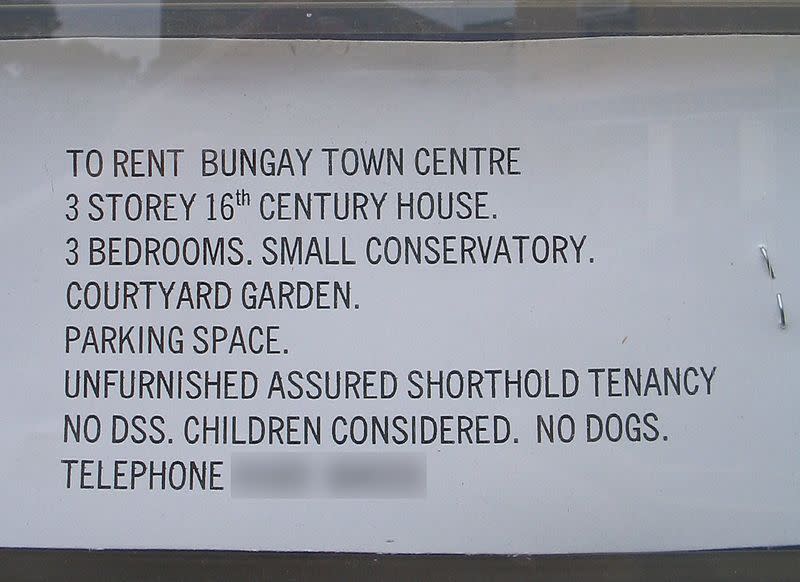 TO RENT BUNGAY TOWN CENTRE
3 STOREY 16th CENTURY HOUSE.
3 BEDROOMS. SMALL CONSERVATORY.
COURTYARD GARDEN.
PARKING SPACE.
UNFURNISHED ASSURED SHORTHOLD TENANCY
NO DSS. CHILDREN CONSIDERED. NO DOGS.
TELEPHONE